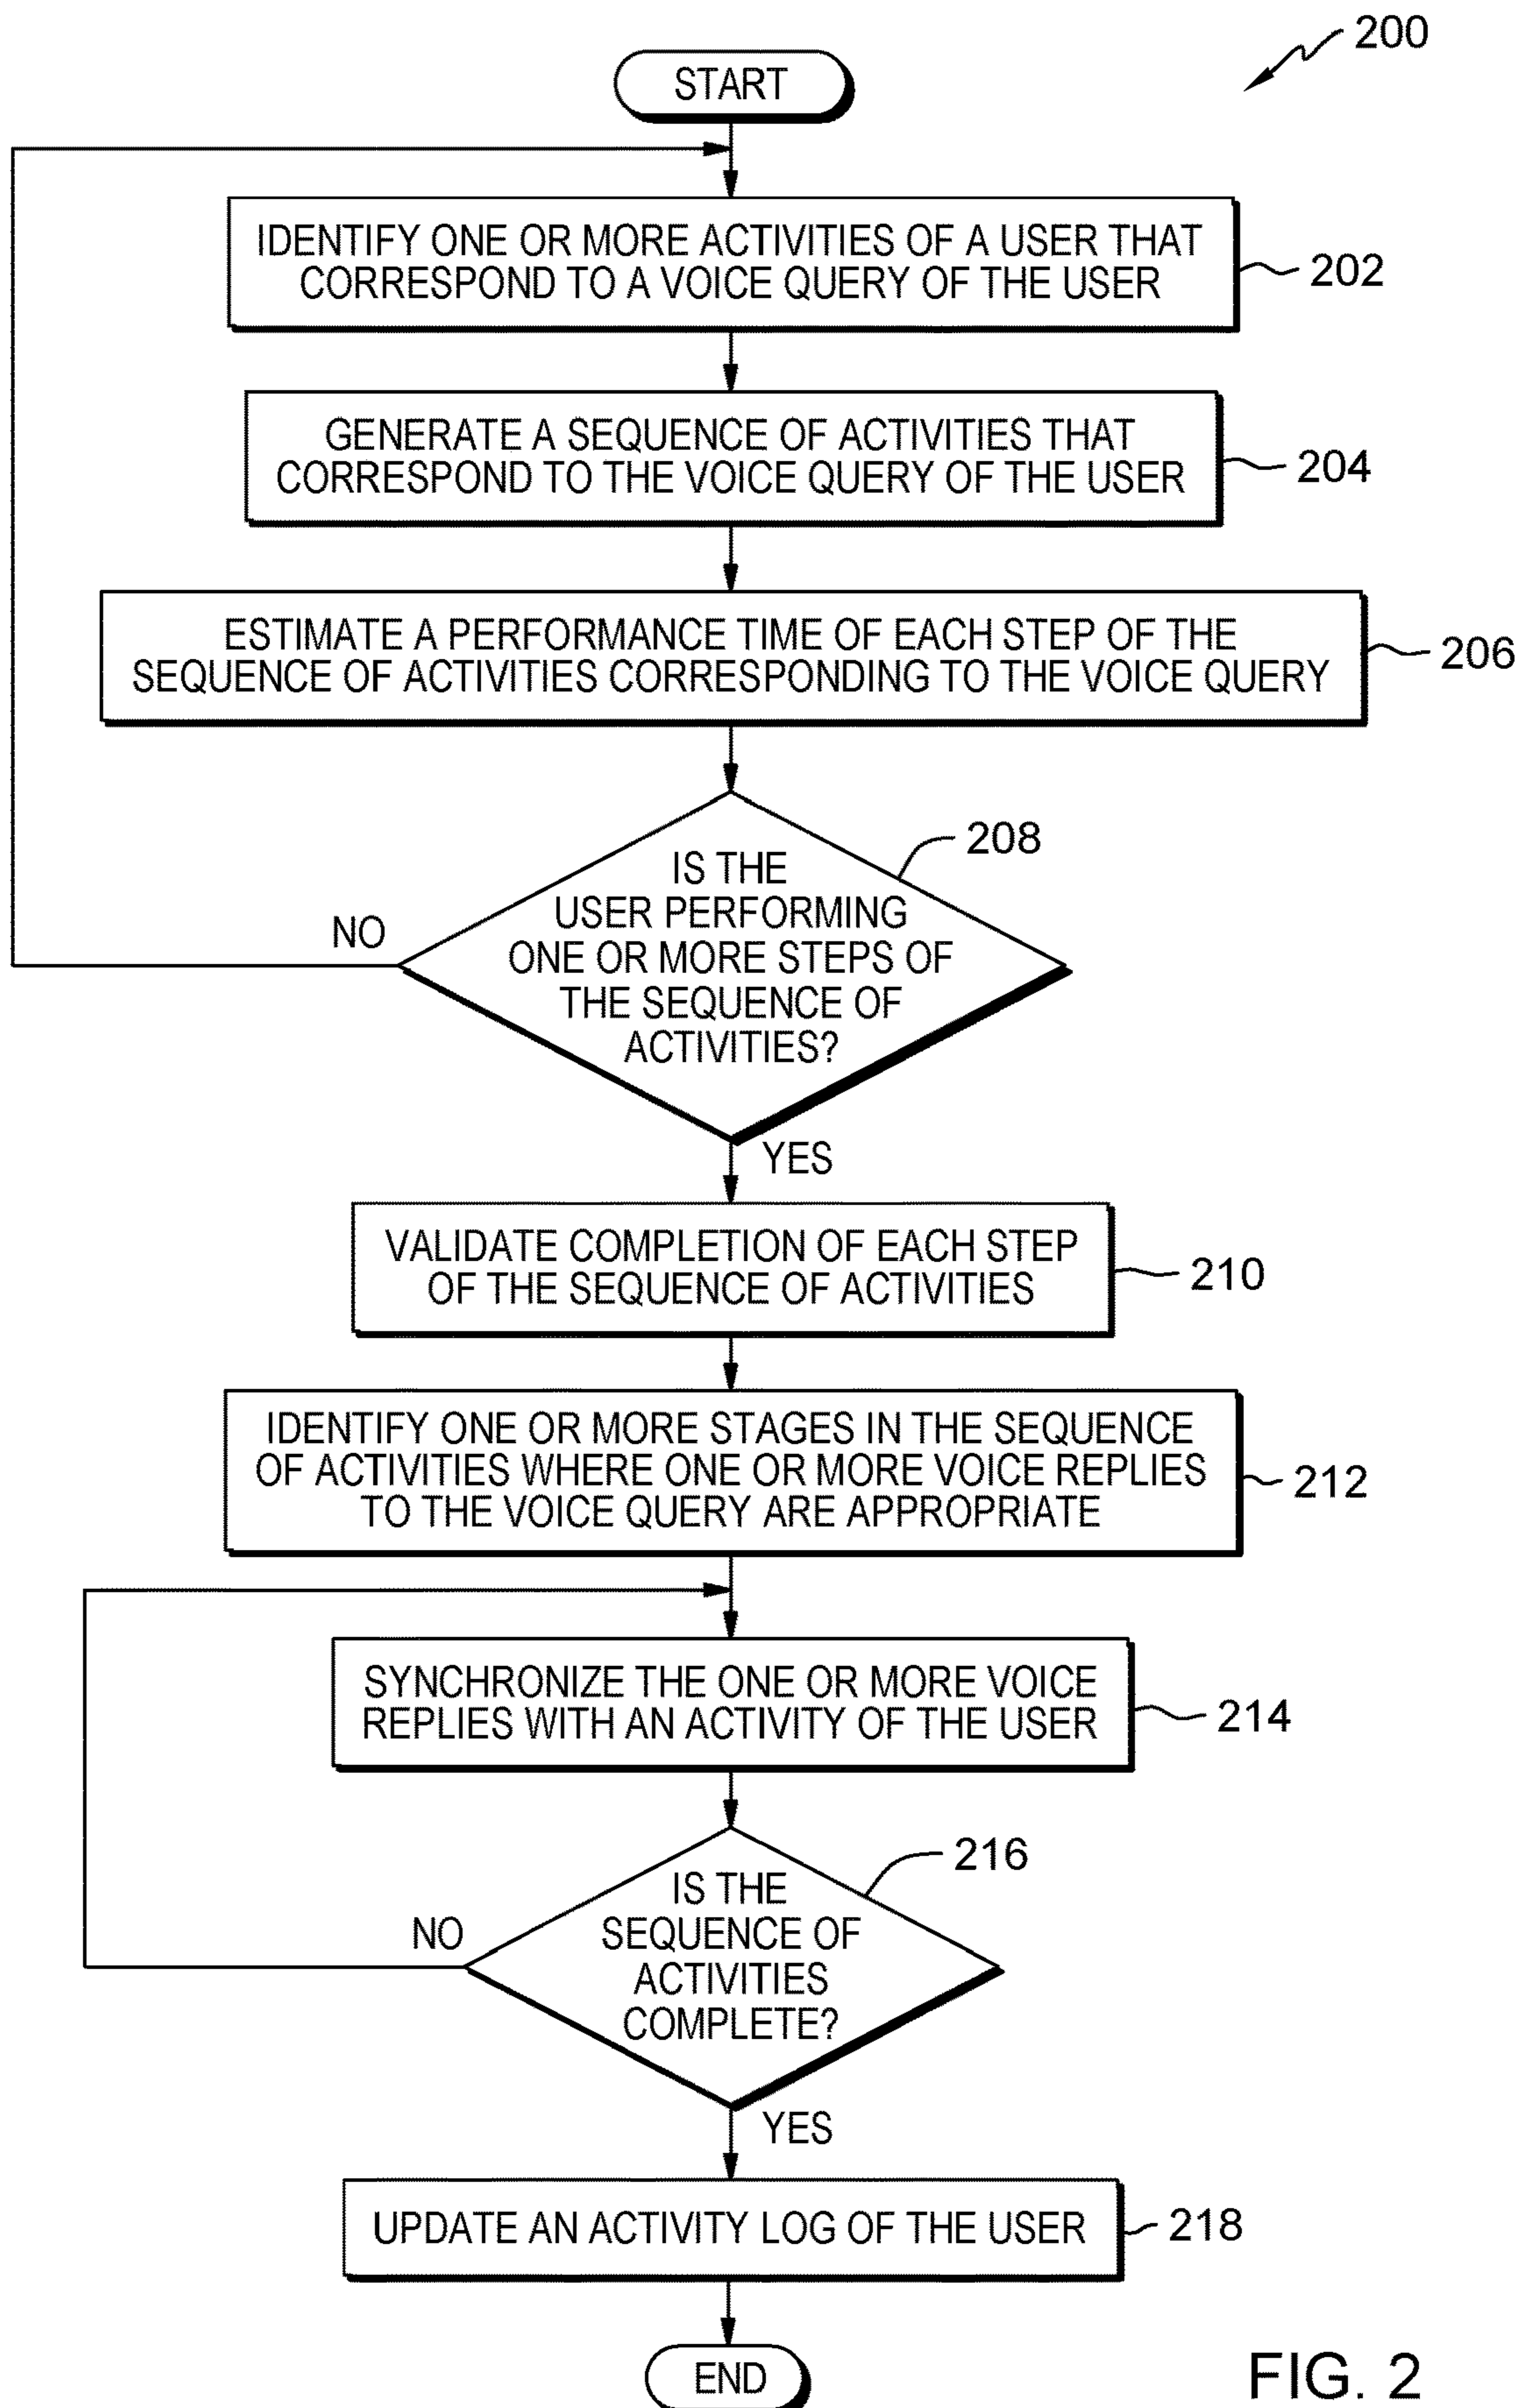 200
START
IDENTIFY ONE OR MORE ACTIVITIES OF A USER THAT
CORRESPOND TO A VOICE QUERY OF THE USER
202
GENERATE A SEQUENCE OF ACTIVITIES THAT
CORRESPOND TO THE VOICE QUERY OF THE USER
204
ESTIMATE A PERFORMANCE TIME OF EACH STEP OF THE
SEQUENCE OF ACTIVITIES CORRESPONDING TO THE VOICE QUERY
206
208
IS THE
USER PERFORMING
ONE OR MORE STEPS OF
THE SEQUENCE OF
ACTIVITIES?
NO
YES
VALIDATE COMPLETION OF EACH STEP
OF THE SEQUENCE OF ACTIVITIES
210
IDENTIFY ONE OR MORE STAGES IN THE SEQUENCE
OF ACTIVITIES WHERE ONE OR MORE VOICE REPLIES
TO THE VOICE QUERY ARE APPROPRIATE
212
SYNCHRONIZE THE ONE OR MORE VOICE
REPLIES WITH AN ACTIVITY OF THE USER
214
216
IS THE
SEQUENCE OF
ACTIVITIES
COMPLETE?
NO
YES
UPDATE AN ACTIVITY LOG OF THE USER
218
END
FIG. 2